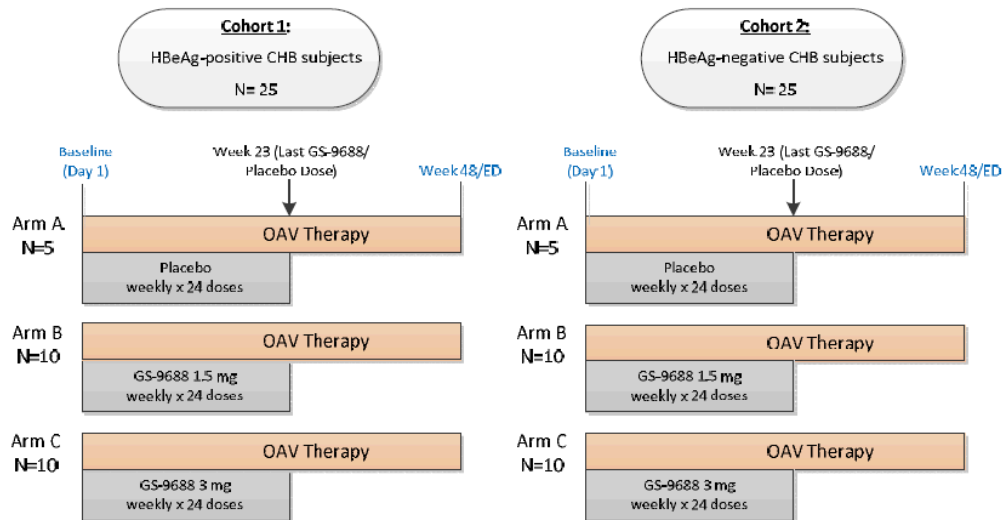 Cohort 1:
HBeAg-positive CHB subjects
N= 25
Baseline
(Day 1)
Week 23 (Last GS-9688/
Placebo Dose)
Week 48/ED
Arm A
N=5
OAV Therapy
Placebo
weekly x 24 doses
Arm B
N=10
OAV Therapy
GS-9688 1.5 mg
weekly x 24 doses
Arm C
N=10
OAV Therapy
GS-9688 3 mg
weekly x 24 doses
Cohort 2:
HBeAg-negative CHB subjects
N= 25
Baseline
(Day 1)
Week 23 (Last GS-9688/
Placebo Dose)
Week 48/ED
Arm A
N=5
OAV Therapy
Placebo
weekly x 24 doses
Arm B
N=10
OAV Therapy
GS-9688 1.5 mg
weekly x 24 doses
Arm C
N=10
OAV Therapy
GS-9688 3 mg
weekly x 24 doses